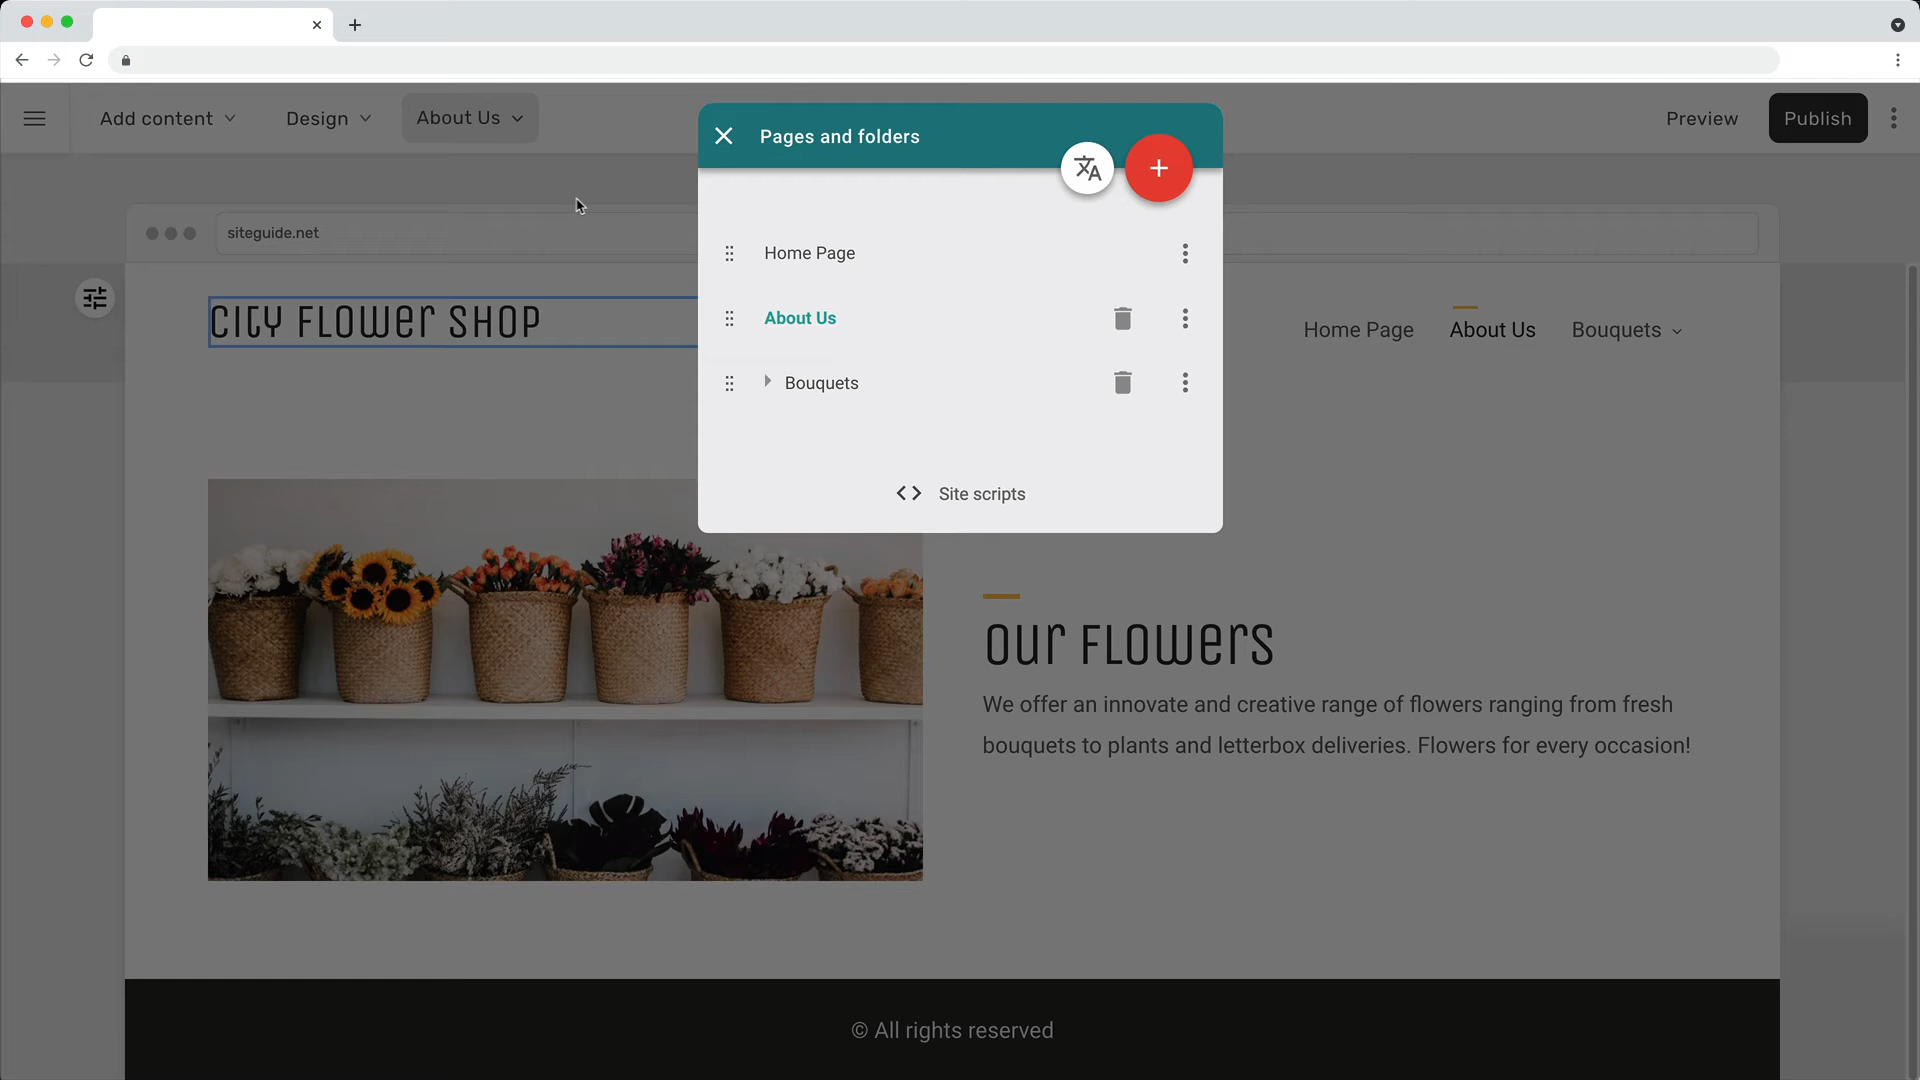 Add content
Design
About Us
Preview
Publish
Pages and folders
siteguide.net
Home Page
About Us
Bouquets
Site scripts
CITY FLOWER SHOP
Home Page
About Us
Bouquets
OUR FLOWERS
We offer an innovate and creative range of flowers ranging from fresh
bouquets to plants and letterbox deliveries. Flowers for every occasion!
© All rights reserved